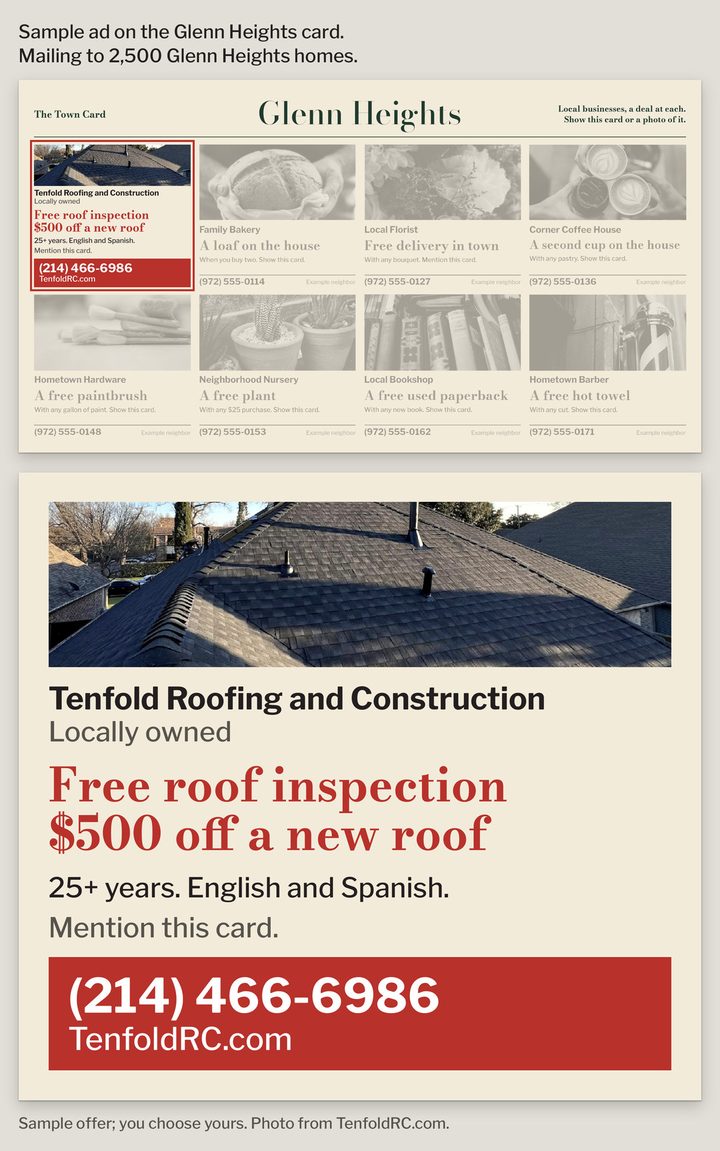 Sample ad on the Glenn Heights card.
Mailing to 2,500 Glenn Heights homes.
The Town Card
Glenn Heights
Local businesses, a deal at each.
Show this card or a photo of it.
Tenfold Roofing and Construction
Locally owned
Free roof inspection
$500 off a new roof
25+ years. English and Spanish.
Mention this card.
(214) 466-6986
TenfoldRC.com
Family Bakery
A loaf on the house
When you buy two. Show this card.
(972) 555-0114
Example neighbor
Local Florist
Free delivery in town
With any bouquet. Mention this card.
(972) 555-0127
Example neighbor
Corner Coffee House
A second cup on the house
With any pastry. Show this card.
(972) 555-0136
Example neighbor
Hometown Hardware
A free paintbrush
With any gallon of paint. Show this card.
(972) 555-0148
Example neighbor
Neighborhood Nursery
A free plant
With any $25 purchase. Show this card.
(972) 555-0153
Example neighbor
Local Bookshop
A free used paperback
With any new book. Show this card.
(972) 555-0162
Example neighbor
Hometown Barber
A free hot towel
With any cut. Show this card.
(972) 555-0171
Example neighbor
Tenfold Roofing and Construction
Locally owned
Free roof inspection
$500 off a new roof
25+ years. English and Spanish.
Mention this card.
(214) 466-6986
TenfoldRC.com
Sample offer; you choose yours. Photo from TenfoldRC.com.